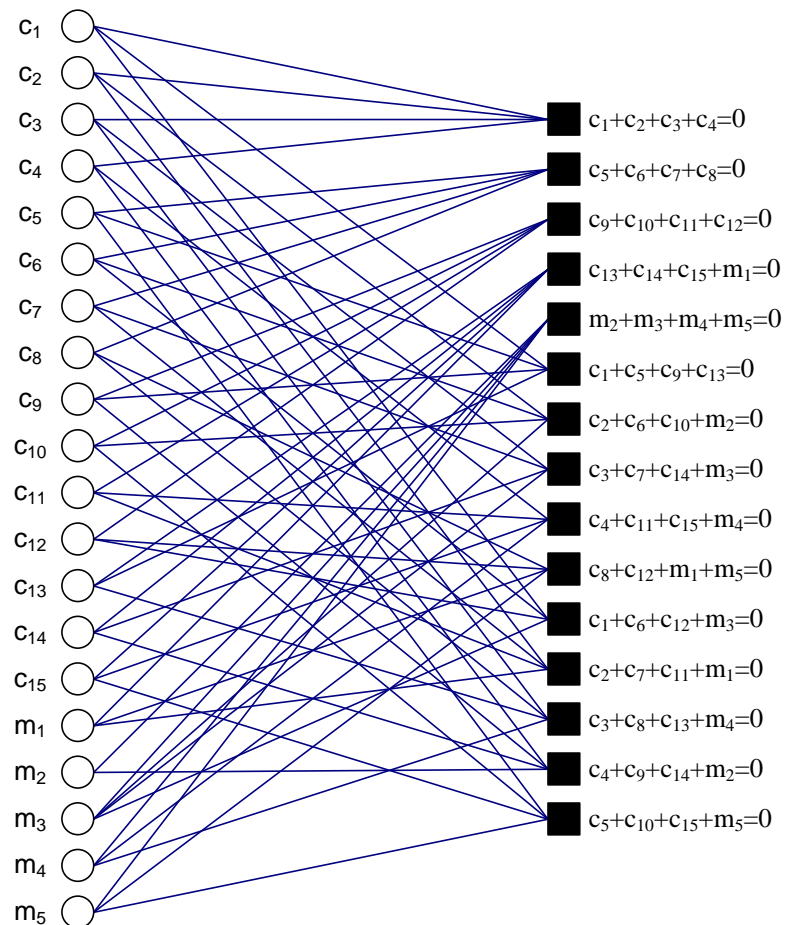 c₁
c₂
c₃
c₄
c₅
c₆
c₇
c₈
c₉
c₁₀
c₁₁
c₁₂
c₁₃
c₁₄
c₁₅
m₁
m₂
m₃
m₄
m₅
c₁+c₂+c₃+c₄=0
c₅+c₆+c₇+c₈=0
c₉+c₁₀+c₁₁+c₁₂=0
c₁₃+c₁₄+c₁₅+m₁=0
m₂+m₃+m₄+m₅=0
c₁+c₅+c₉+c₁₃=0
c₂+c₆+c₁₀+m₂=0
c₃+c₇+c₁₄+m₃=0
c₄+c₁₁+c₁₅+m₄=0
c₈+c₁₂+m₁+m₅=0
c₁+c₆+c₁₂+m₃=0
c₂+c₇+c₁₁+m₁=0
c₃+c₈+c₁₃+m₄=0
c₄+c₉+c₁₄+m₂=0
c₅+c₁₀+c₁₅+m₅=0